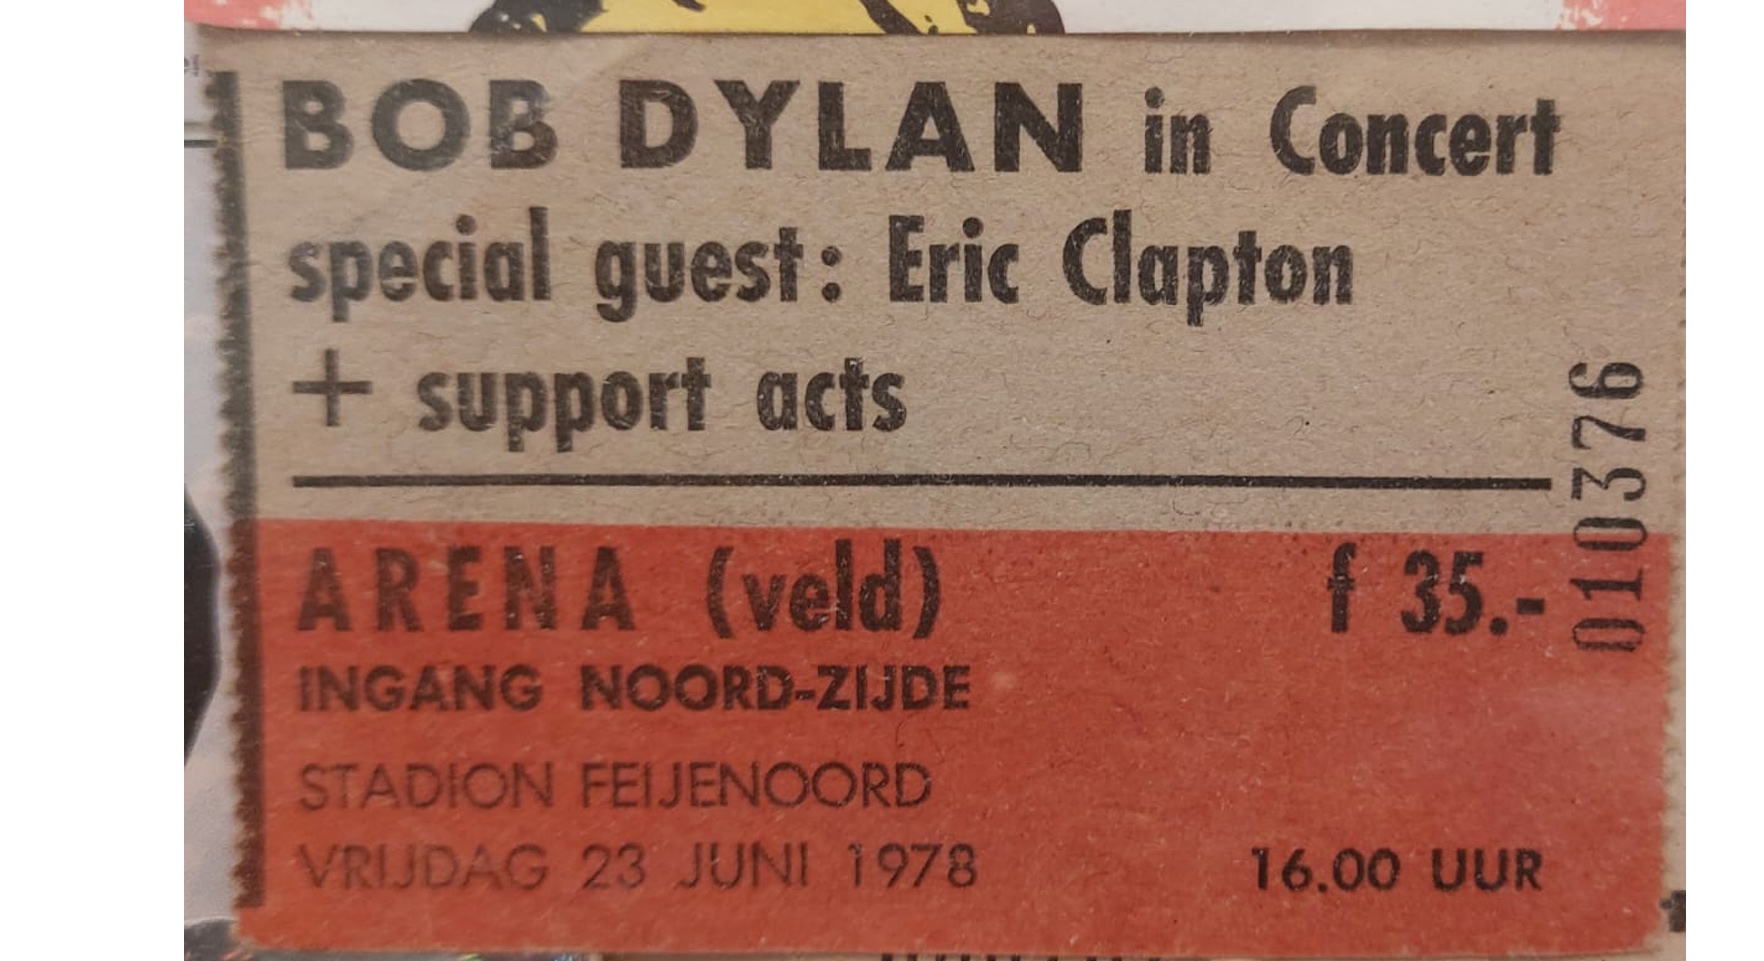 BOB DYLAN in Concert
special guest: Eric Clapton
+ support acts
010376
ARENA (veld) f 35.-
INGANG NOORD-ZIJDE
STADION FEIJENOORD
VRIJDAG 23 JUNI 1978 16.00 UUR